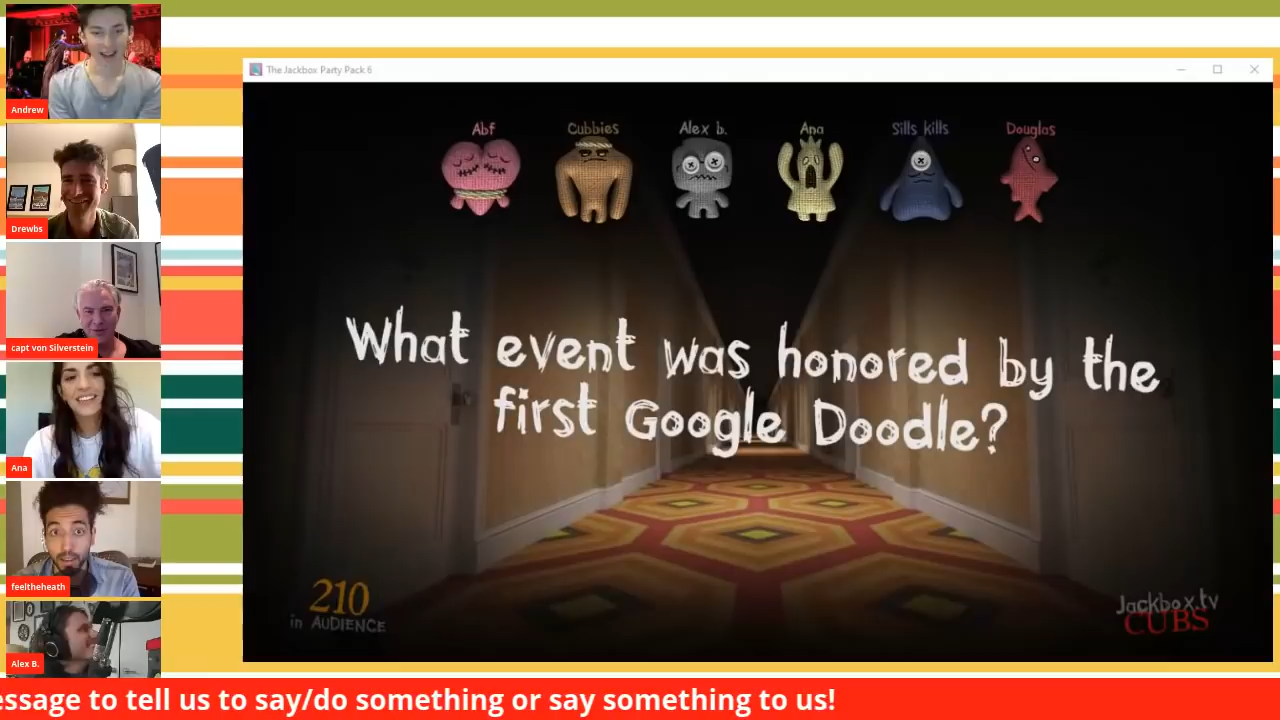 Andrew
Drewbs
capt von Silverstein
Ana
feeltheheath
Alex B.
The Jackbox Party Pack 6
Abf
Cubbies
Alex b.
Ana
Sills kills
Douglas
What event was honored by the
first Google Doodle?
210
in AUDIENCE
Jackbox.tv
CUBS
essage to tell us to say/do something or say something to us!